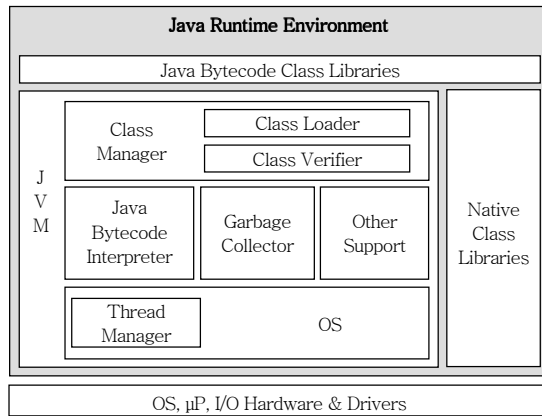 Java Runtime Environment
Java Bytecode Class Libraries
J
V
M
Class
Manager
Class Loader
Class Verifier
Java
Bytecode
Interpreter
Garbage
Collector
Other
Support
Thread
Manager
OS
Native
Class
Libraries
OS, µP, I/O Hardware & Drivers